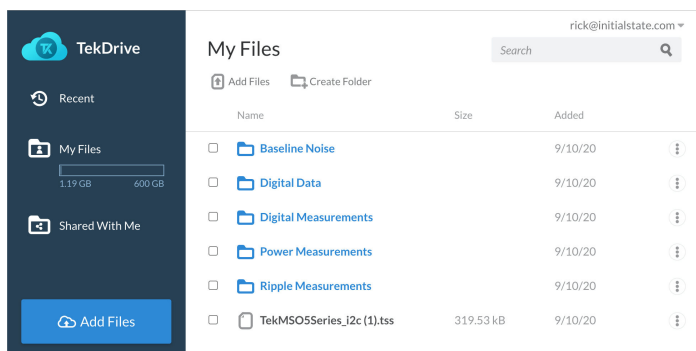 rick@initialstate.com
TK TekDrive
My Files
Search
Add Files Create Folder
Recent
Name Size Added
My Files
1.19 GB 600 GB
Shared With Me
Add Files
Baseline Noise 9/10/20
Digital Data 9/10/20
Digital Measurements 9/10/20
Power Measurements 9/10/20
Ripple Measurements 9/10/20
TekMSO5Series_i2c (1).tss 319.53 kB 9/10/20